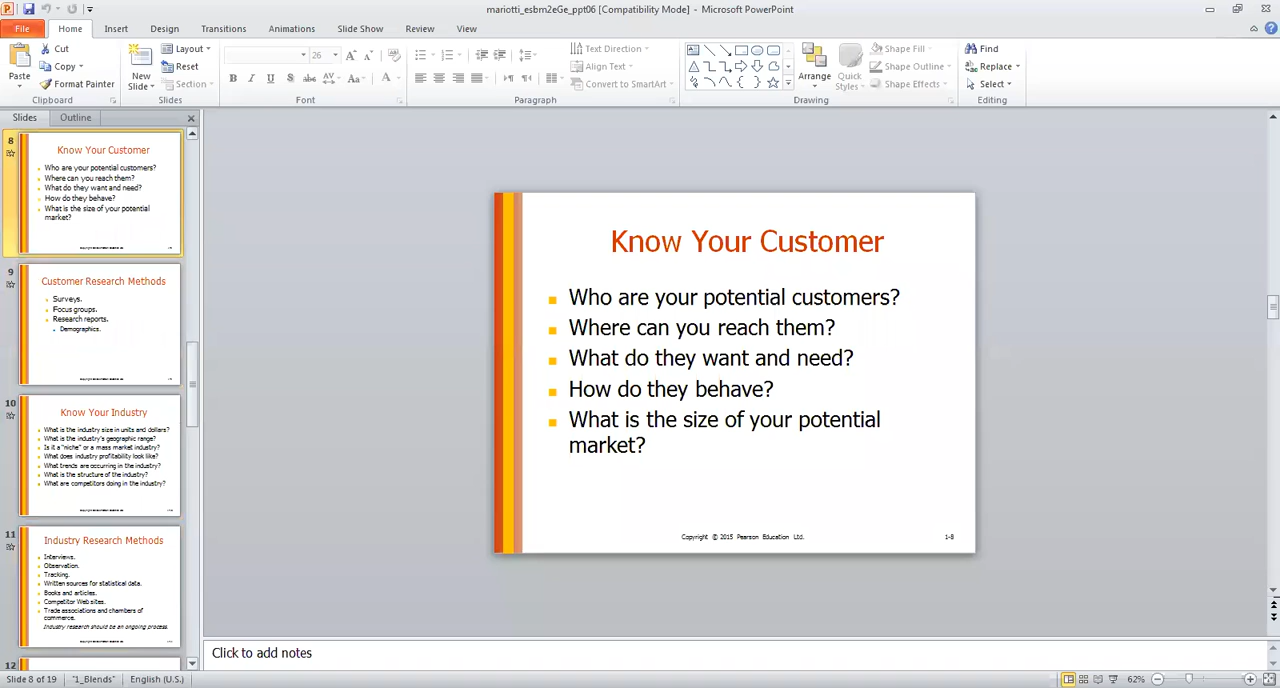 mariotti_esbm2eGe_ppt06 [Compatibility Mode] - Microsoft PowerPoint
File Home Insert Design Transitions Animations Slide Show Review View
Paste Cut Copy Format Painter
Clipboard
New Slide Layout Reset Section
Slides
26
Font
Text Direction Align Text Convert to SmartArt
Paragraph
Arrange Quick Styles Shape Fill Shape Outline Shape Effects
Drawing
Find Replace Select
Editing
Slides Outline
8
Know Your Customer
Who are your potential customers?
Where can you reach them?
What do they want and need?
How do they behave?
What is the size of your potential
market?
9
Customer Research Methods
Surveys.
Focus groups.
Research reports.
Demographics.
10
Know Your Industry
What is the industry size in units and dollars?
What is the industry's geographic range?
Is it a "niche" or a mass market industry?
What does industry profitability look like?
What trends are occurring in the industry?
What is the structure of the industry?
What are competitors doing in the industry?
11
Industry Research Methods
Interviews.
Observation.
Tracking.
Written sources for statistical data.
Books and articles.
Competitor Web sites.
Trade associations and chambers of
commerce.
Industry research should be an ongoing process.
12
Know Your Customer
Who are your potential customers?
Where can you reach them?
What do they want and need?
How do they behave?
What is the size of your potential
market?
Copyright © 2015 Pearson Education Ltd.
1-8
Click to add notes
Slide 8 of 19 "1_Blends" English (U.S.) 62%